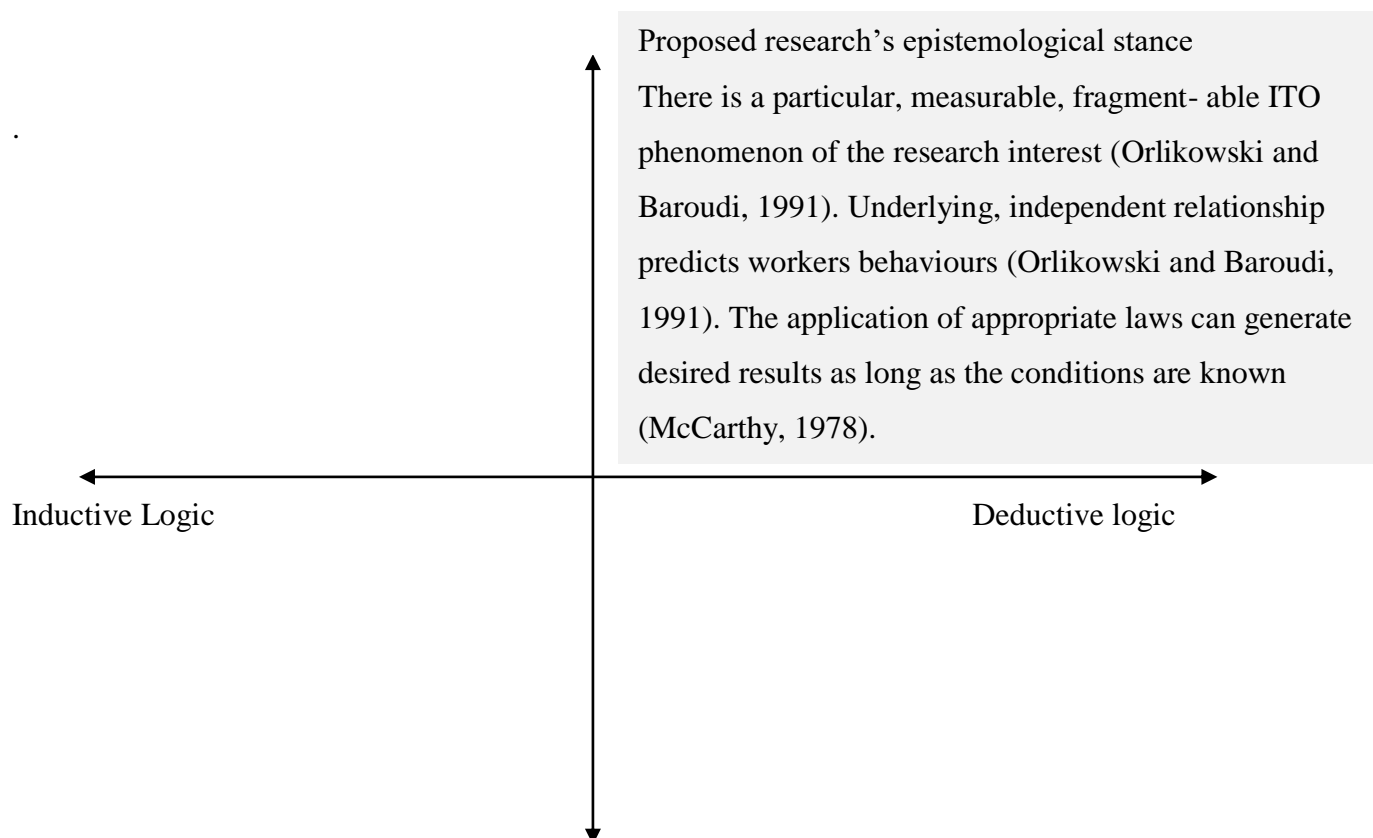 Proposed research’s epistemological stance
There is a particular, measurable, fragment- able ITO
phenomenon of the research interest (Orlikowski and
Baroudi, 1991). Underlying, independent relationship
predicts workers behaviours (Orlikowski and Baroudi,
1991). The application of appropriate laws can generate
desired results as long as the conditions are known
(McCarthy, 1978).
.
Inductive Logic
Deductive logic